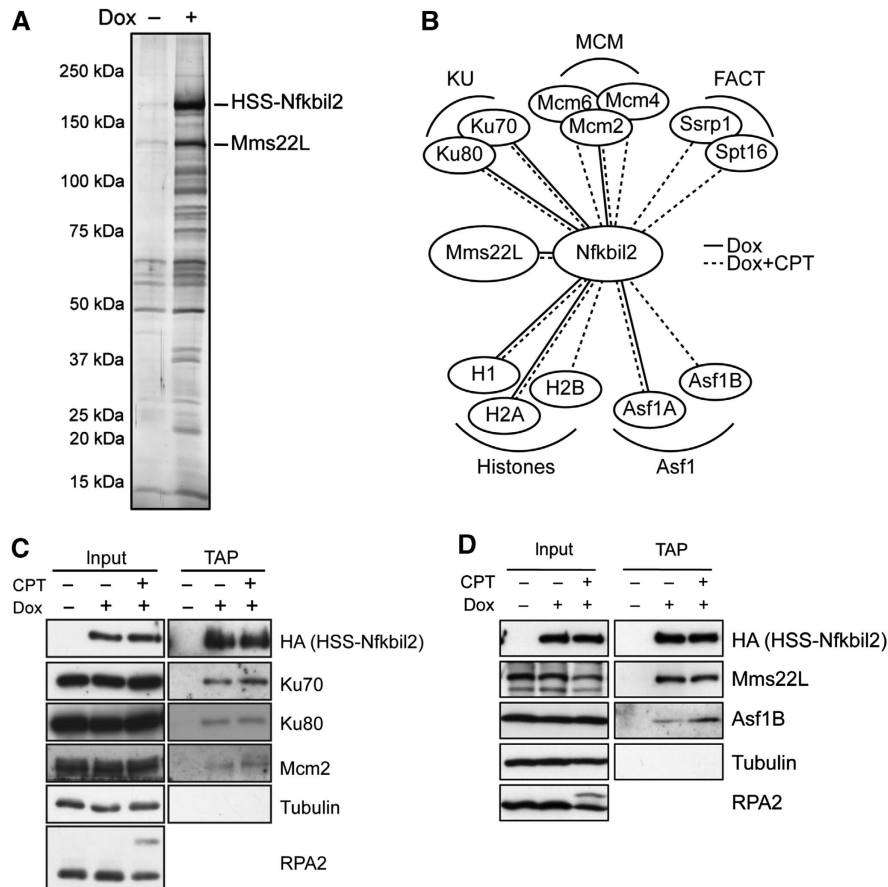 A
Dox – +
250 kDa
150 kDa
100 kDa
75 kDa
50 kDa
37 kDa
25 kDa
20 kDa
15 kDa
HSS-Nfkbil2
Mms22L
B
MCM
KU
FACT
Mcm6
Mcm4
Mcm2
Ku70
Ku80
Ssrp1
Spt16
Mms22L
Nfkbil2
Dox
Dox+CPT
H1
H2B
H2A
Asf1A
Asf1B
Histones
Asf1
C
Input TAP
CPT – – + – – +
Dox – + + – + +
HA (HSS-Nfkbil2)
Ku70
Ku80
Mcm2
Tubulin
RPA2
D
Input TAP
CPT – – + – – +
Dox – + + – + +
HA (HSS-Nfkbil2)
Mms22L
Asf1B
Tubulin
RPA2